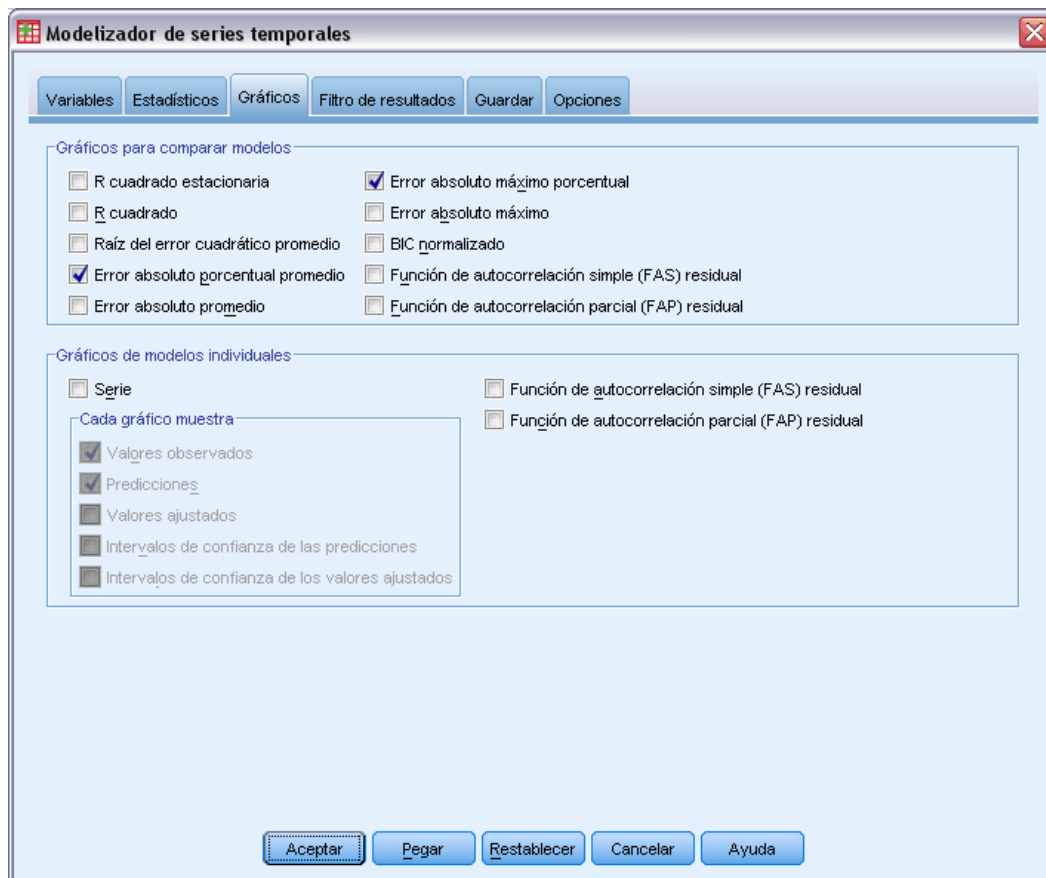 Modelizador de series temporales
Variables Estadísticos Gráficos Filtro de resultados Guardar Opciones
Gráficos para comparar modelos
R cuadrado estacionaria
R cuadrado
Raíz del error cuadrático promedio
Error absoluto porcentual promedio
Error absoluto promedio
Error absoluto máximo porcentual
Error absoluto máximo
BIC normalizado
Función de autocorrelación simple (FAS) residual
Función de autocorrelación parcial (FAP) residual
Gráficos de modelos individuales
Serie
Cada gráfico muestra
Valores observados
Predicciones
Valores ajustados
Intervalos de confianza de las predicciones
Intervalos de confianza de los valores ajustados
Función de autocorrelación simple (FAS) residual
Función de autocorrelación parcial (FAP) residual
Aceptar Pegar Restablecer Cancelar Ayuda